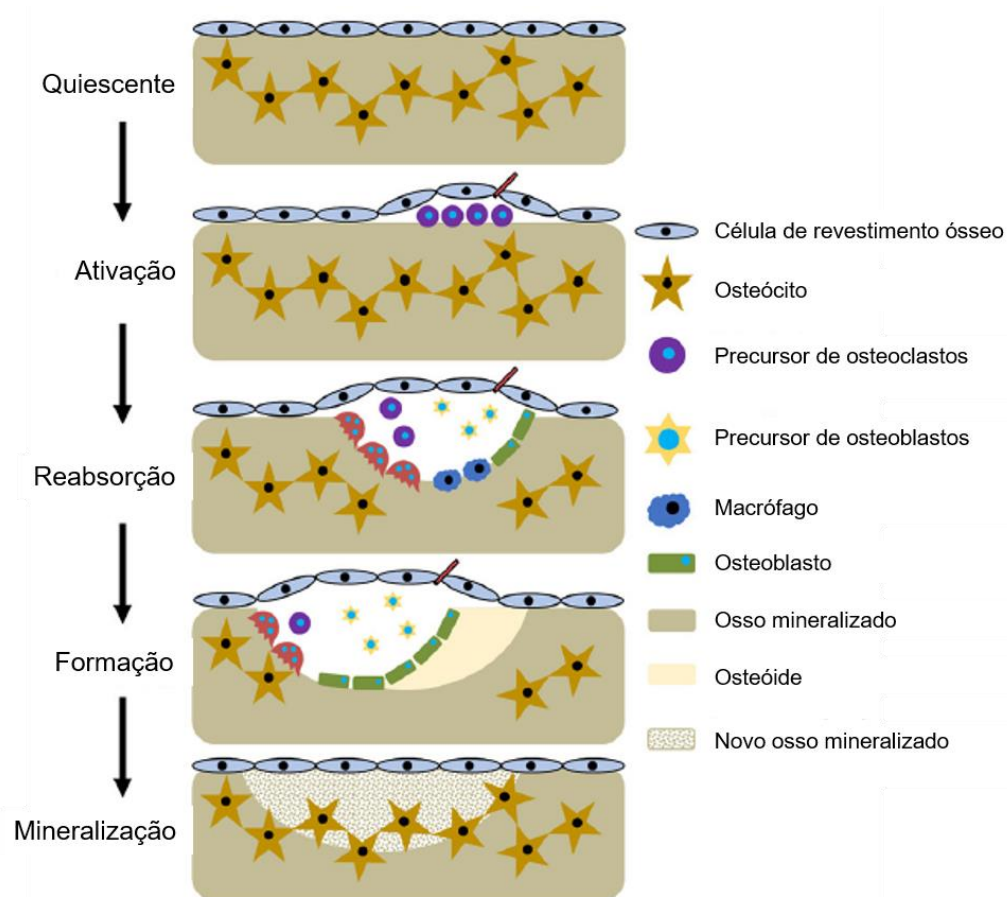 Quiescente
Ativação
Reabsorção
Formação
Mineralização
Célula de revestimento ósseo
Osteócito
Precursor de osteoclastos
Precursor de osteoblastos
Macrófago
Osteoblasto
Osso mineralizado
Osteóide
Novo osso mineralizado